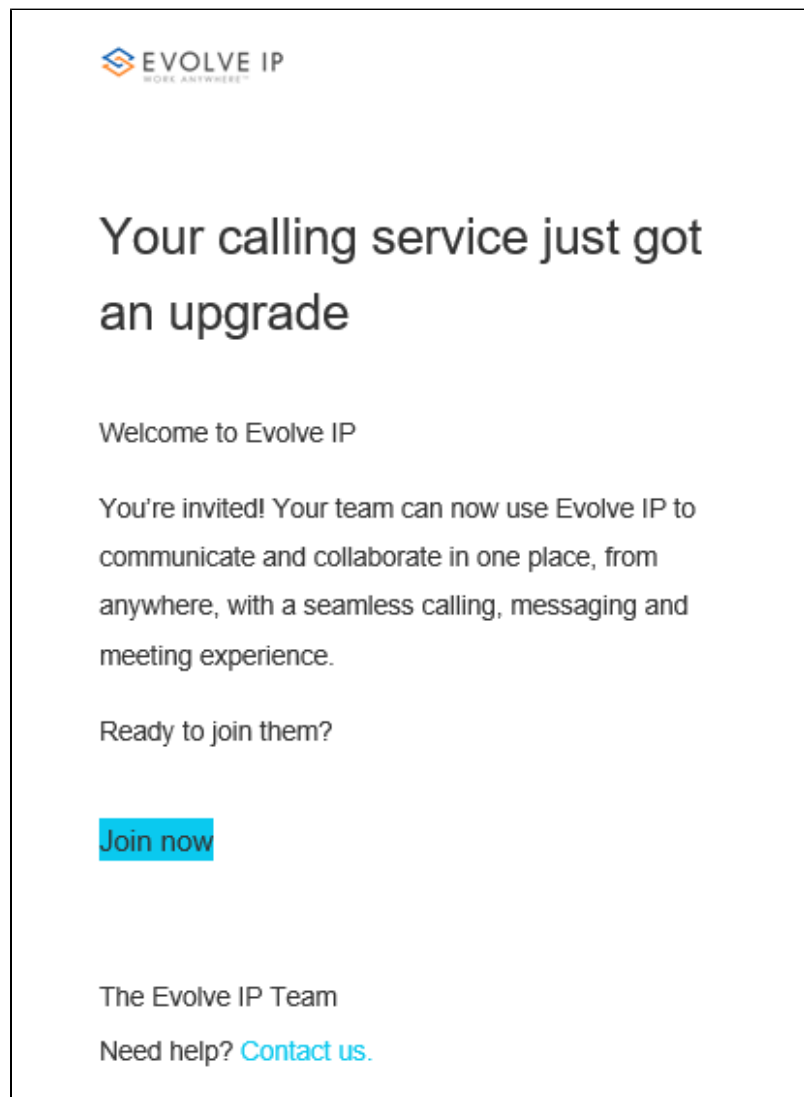 EVOLVE IP
WORK ANYWHERE™
Your calling service just got
an upgrade
Welcome to Evolve IP
You’re invited! Your team can now use Evolve IP to
communicate and collaborate in one place, from
anywhere, with a seamless calling, messaging and
meeting experience.
Ready to join them?
Join now
The Evolve IP Team
Need help? Contact us.